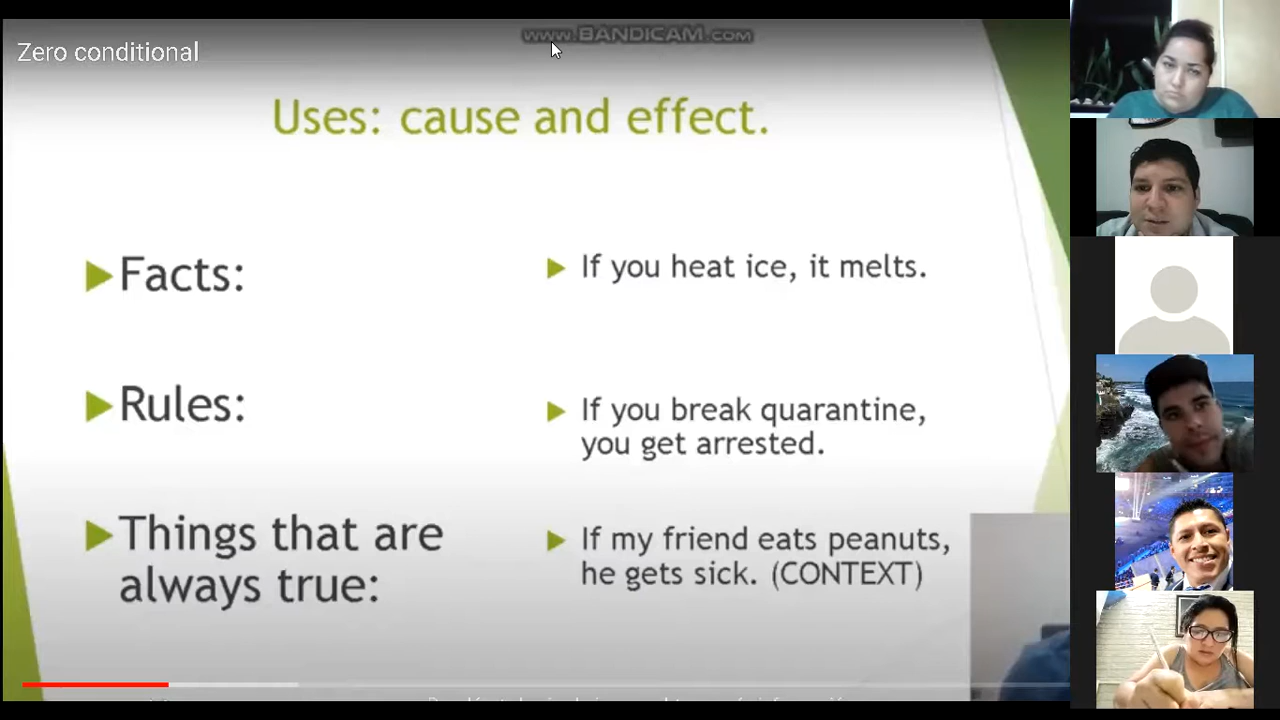 www.BANDICAM.com
Zero conditional
Uses: cause and effect.
Facts:
If you heat ice, it melts.
Rules:
If you break quarantine,
you get arrested.
Things that are
always true:
If my friend eats peanuts,
he gets sick. (CONTEXT)